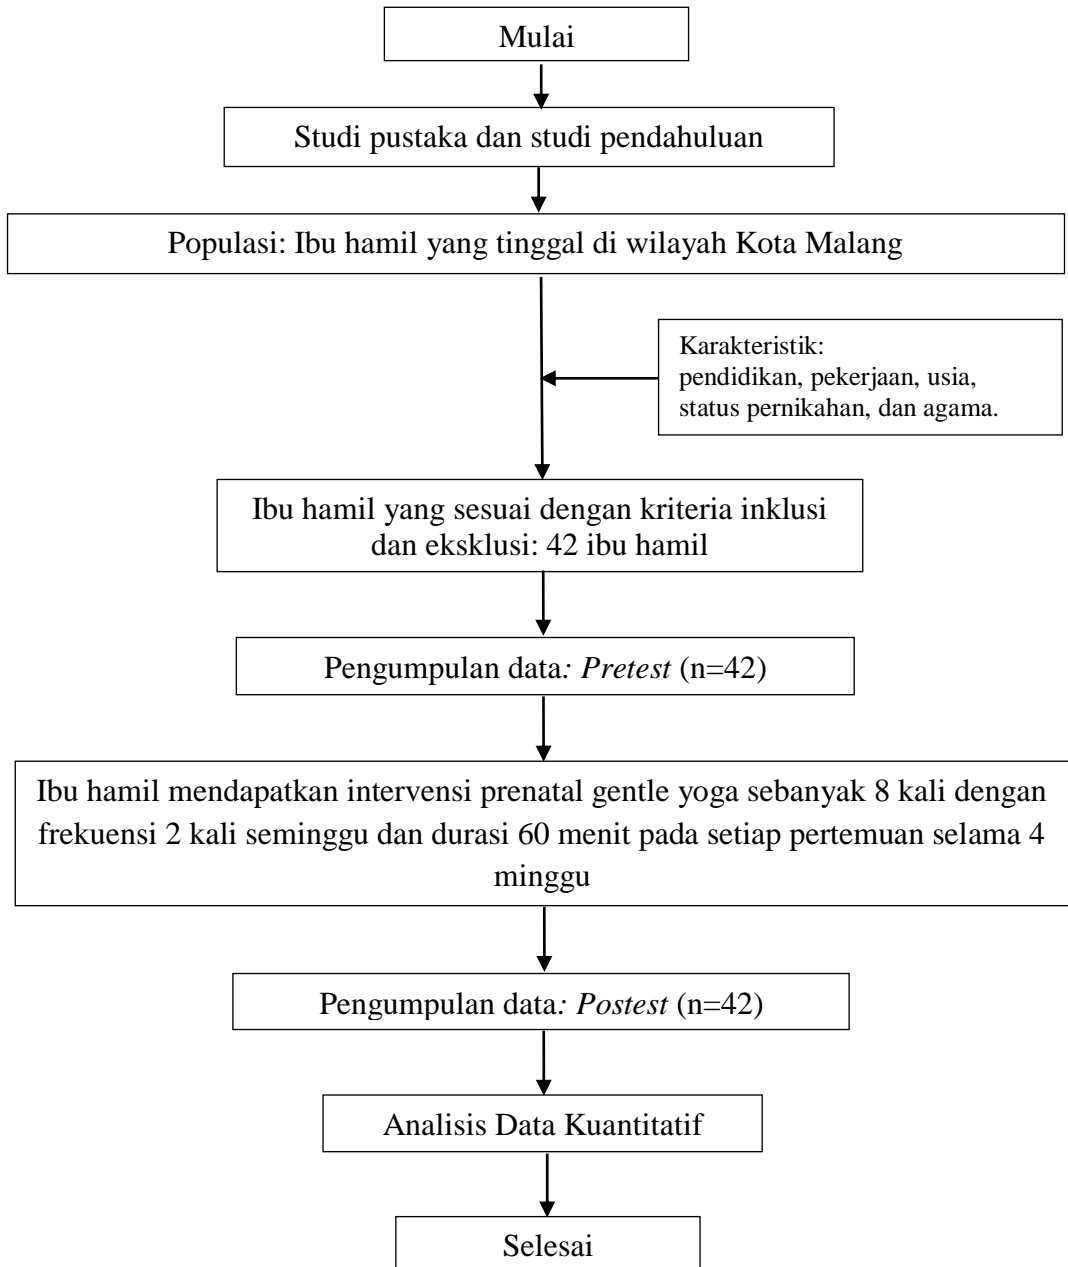 Mulai
Studi pustaka dan studi pendahuluan
Populasi: Ibu hamil yang tinggal di wilayah Kota Malang
Karakteristik:
pendidikan, pekerjaan, usia,
status pernikahan, dan agama.
Ibu hamil yang sesuai dengan kriteria inklusi
dan eksklusi: 42 ibu hamil
Pengumpulan data: Pretest (n=42)
Ibu hamil mendapatkan intervensi prenatal gentle yoga sebanyak 8 kali dengan
frekuensi 2 kali seminggu dan durasi 60 menit pada setiap pertemuan selama 4
minggu
Pengumpulan data: Postest (n=42)
Analisis Data Kuantitatif
Selesai